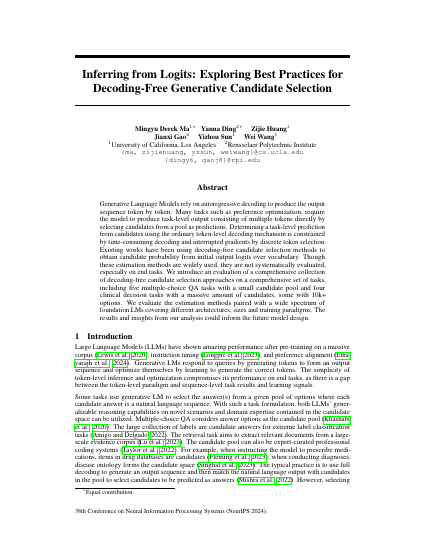 Inferring from Logits: Exploring Best Practices for
Decoding-Free Generative Candidate Selection
Mingyu Derek Ma1* Yanna Ding2* Zijie Huang1
Jianxi Gao2 Yizhou Sun1 Wei Wang1
1University of California, Los Angeles 2Rensselaer Polytechnic Institute
{ma, zijiehuang, yzsun, weiwang}@cs.ucla.edu
{dingy6, gaoj8}@rpi.edu
Abstract
Generative Language Models rely on autoregressive decoding to produce the output
sequence token by token. Many tasks such as preference optimization, require
the model to produce task-level output consisting of multiple tokens directly by
selecting candidates from a pool as predictions. Determining a task-level prediction
from candidates using the ordinary token-level decoding mechanism is constrained
by time-consuming decoding and interrupted gradients by discrete token selection.
Existing works have been using decoding-free candidate selection methods to
obtain candidate probability from initial output logits over vocabulary. Though
these estimation methods are widely used, they are not systematically evaluated,
especially on end tasks. We introduce an evaluation of a comprehensive collection
of decoding-free candidate selection approaches on a comprehensive set of tasks,
including five multiple-choice QA tasks with a small candidate pool and four
clinical decision tasks with a massive amount of candidates, some with 10k+
options. We evaluate the estimation methods paired with a wide spectrum of
foundation LMs covering different architectures, sizes and training paradigms. The
results and insights from our analysis could inform the future model design.
1 Introduction
Large Language Models (LLMs) have shown amazing performance after pre-training on a massive
corpus (Lewis et al., 2020), instruction tuning (Longpre et al., 2023), and preference alignment (Etha-
yarajh et al., 2024). Generative LMs respond to queries by generating tokens to form an output
sequence and optimize themselves by learning to generate the correct tokens. The simplicity of
token-level inference and optimization compromises its performance on end tasks, as there is a gap
between the token-level paradigm and sequence-level task results and learning signals.
Some tasks use generative LM to select the answer(s) from a given pool of options where each
candidate answer is a natural language sequence. With such a task formulation, both LLMs' gener-
alizable reasoning capabilities on novel scenarios and domain expertise contained in the candidate
space can be utilized. Multiple-choice QA considers answer options as the candidate pool (Khashabi
et al., 2020). The large collection of labels are candidate answers for extreme label classification
tasks (Amigo and Delgado, 2022). The retrieval task aims to extract relevant documents from a large-
scale evidence corpus (Lu et al., 2023). The candidate pool can also be expert-curated professional
coding systems (Taylor et al., 2022). For example, when instructing the model to prescribe medi-
cations, items in drug databases are candidates (Fleming et al., 2023), when conducting diagnoses,
disease ontology forms the candidate space (Singhal et al., 2023). The typical practice is to use full
decoding to generate an output sequence and then match the natural language output with candidates
in the pool to select candidates to be predicted as answers (Mishra et al., 2022). However, selecting
*Equal contribution.
38th Conference on Neural Information Processing Systems (NeurIPS 2024).